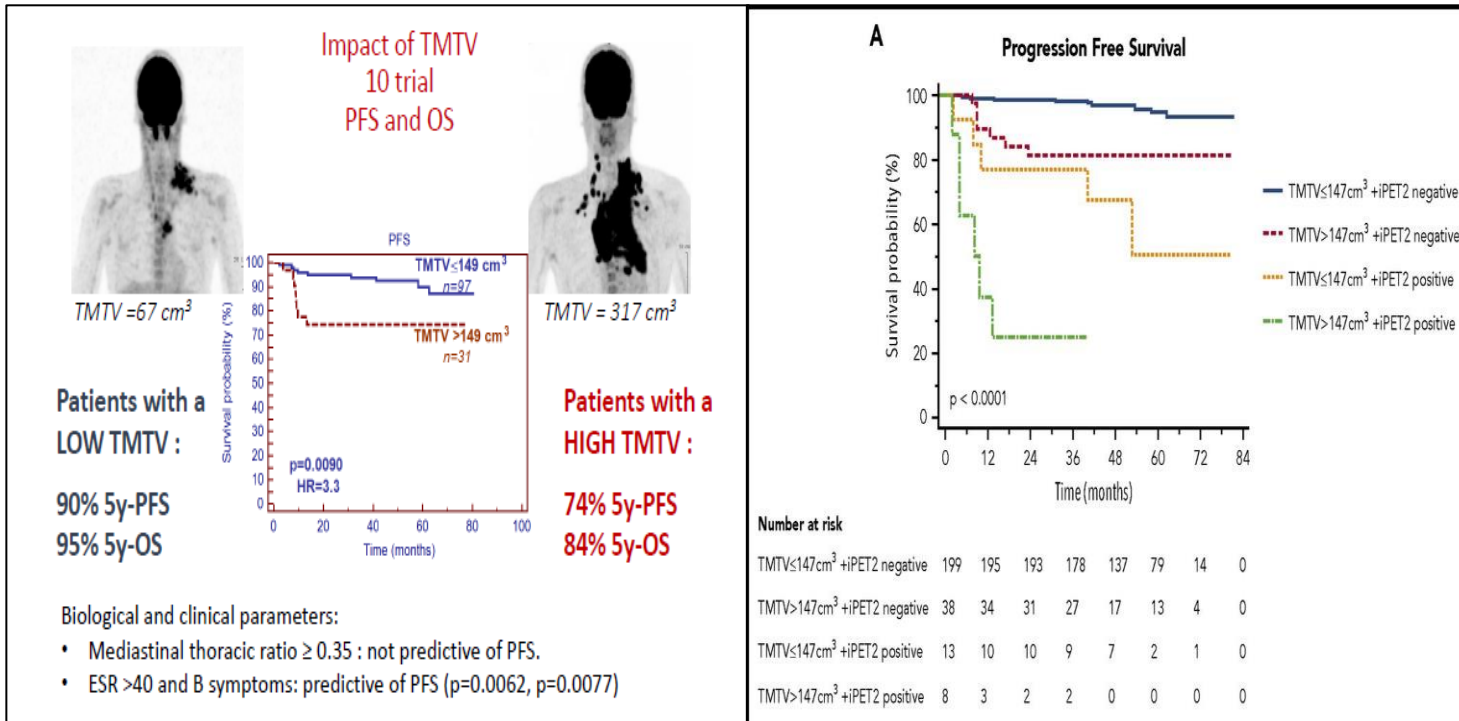 Impact of TMTV
10 trial
PFS and OS
TMTV =67 cm³
TMTV = 317 cm³
PFS
TMTV≤149 cm³
n=97
TMTV >149 cm³
n=31
Survival probability (%)
100
90
80
70
60
50
40
30
20
10
0
p=0.0090
HR=3.3
0 20 40 60 80 100
Time (months)
Patients with a
LOW TMTV :
90% 5y-PFS
95% 5y-OS
Patients with a
HIGH TMTV :
74% 5y-PFS
84% 5y-OS
Biological and clinical parameters:
• Mediastinal thoracic ratio ≥ 0.35 : not predictive of PFS.
• ESR >40 and B symptoms: predictive of PFS (p=0.0062, p=0.0077)
A
Progression Free Survival
Survival probability (%)
100
80
60
40
20
0
p < 0.0001
0 12 24 36 48 60 72 84
Time (months)
TMTV≤147cm³ +iPET2 negative
TMTV>147cm³ +iPET2 negative
TMTV≤147cm³ +iPET2 positive
TMTV>147cm³ +iPET2 positive
Number at risk
TMTV≤147cm³ +iPET2 negative 199 195 193 178 137 79 14 0
TMTV>147cm³ +iPET2 negative 38 34 31 27 17 13 4 0
TMTV≤147cm³ +iPET2 positive 13 10 10 9 7 2 1 0
TMTV>147cm³ +iPET2 positive 8 3 2 2 0 0 0 0